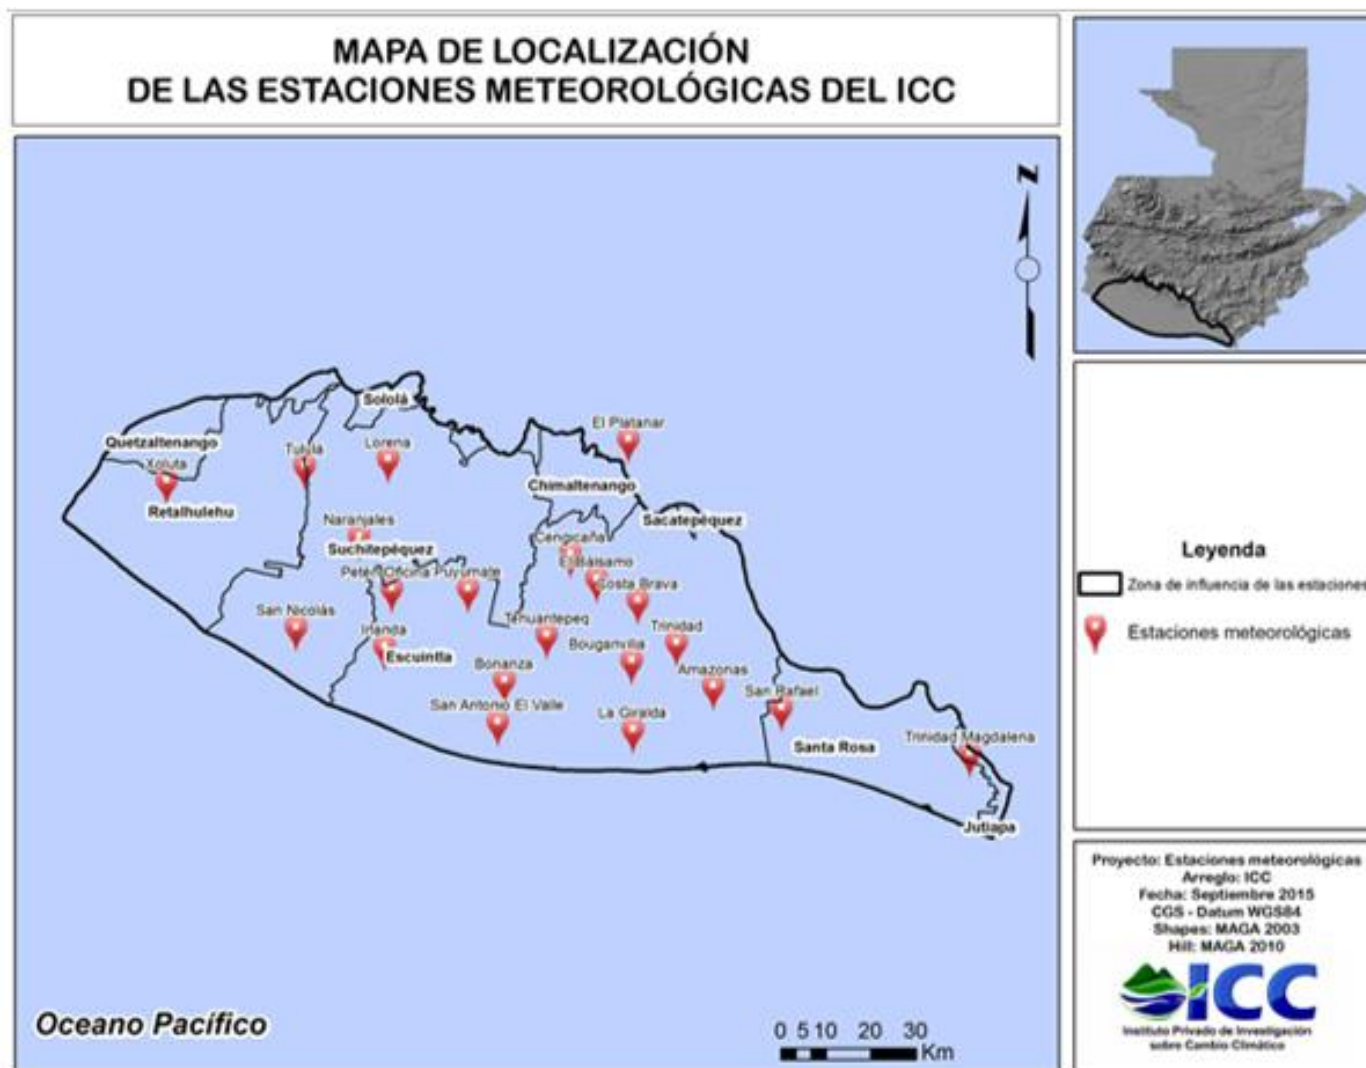 MAPA DE LOCALIZACIÓN
DE LAS ESTACIONES METEOROLÓGICAS DEL ICC
N
Sololá
El Platanar
Quetzaltenango
Tululá
Lorena
Xoluta
Chimaltenango
Retalhulehu
Naranjales
Sacatepéquez
Suchitepéquez
Cengicaña
El Bálsamo
Petén Oficina Puyumate
Costa Brava
San Nicolás
Irlanda
Tehuantepeq
Trinidad
Escuintla
Bouganvilia
Bonanza
Amazonas
San Rafael
San Antonio El Valle
La Giralda
Santa Rosa
Trinidad Magdalena
Jutiapa
Oceano Pacífico
0 5 10 20 30
Km
Leyenda
Zona de influencia de las estaciones
Estaciones meteorológicas
Proyecto: Estaciones meteorológicas
Arreglo: ICC
Fecha: Septiembre 2015
CGS - Datum WGS84
Shapes: MAGA 2003
Hill: MAGA 2010
ICC
Instituto Privado de Investigación
sobre Cambio Climático